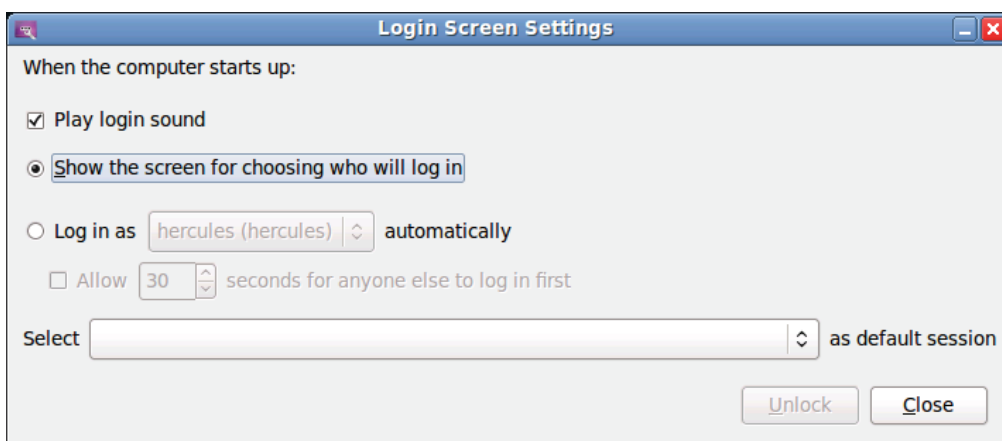 Login Screen Settings
When the computer starts up:
Play login sound
Show the screen for choosing who will log in
Log in as hercules (hercules) automatically
Allow 30 seconds for anyone else to log in first
Select as default session
Unlock Close